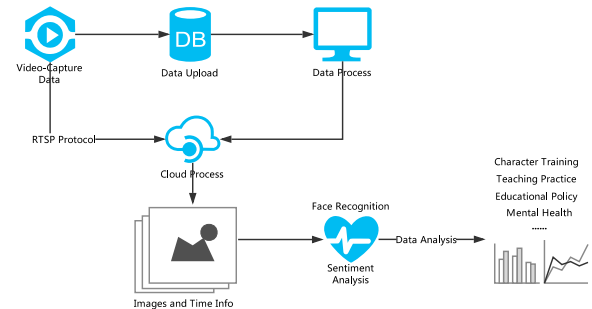 DB
Video-Capture
Data
Data Upload
Data Process
RTSP Protocol
Cloud Process
Character Training
Teaching Practice
Educational Policy
Mental Health
......
Face Recognition
Data Analysis
Sentiment
Analysis
Images and Time Info